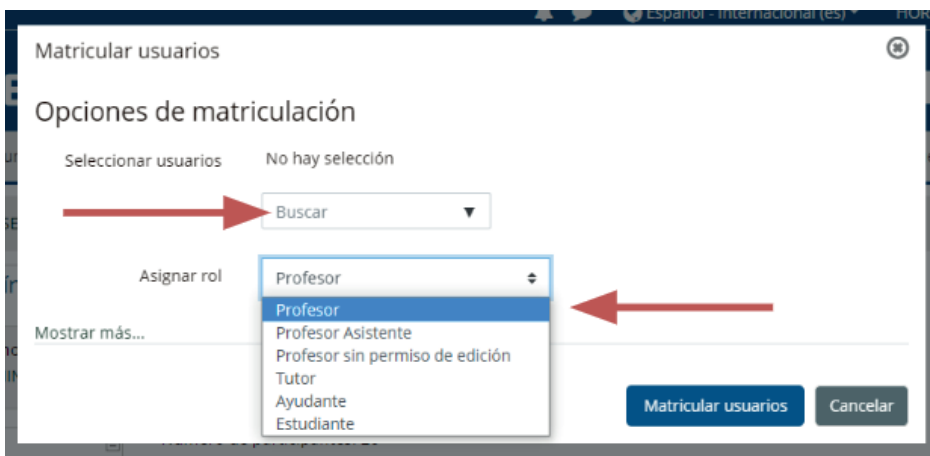 Español - Internacional (es)
Matricular usuarios
Opciones de matriculación
Seleccionar usuarios No hay selección
Buscar
Asignar rol Profesor
Profesor
Profesor Asistente
Mostrar más...
Profesor sin permiso de edición
Tutor
Ayudante
Estudiante
Matricular usuarios Cancelar